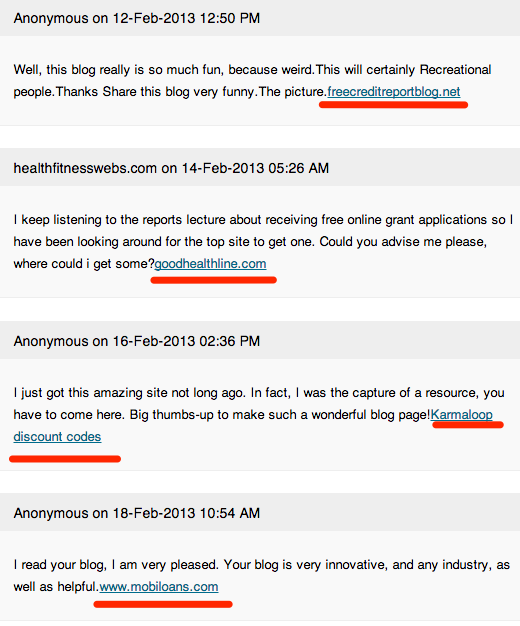 Anonymous on 12-Feb-2013 12:50 PM
Well, this blog really is so much fun, because weird.This will certainly Recreational
people.Thanks Share this blog very funny.The picture.freecreditreportblog.net
healthfitnesswebs.com on 14-Feb-2013 05:26 AM
I keep listening to the reports lecture about receiving free online grant applications so I
have been looking around for the top site to get one. Could you advise me please,
where could i get some?goodhealthline.com
Anonymous on 16-Feb-2013 02:36 PM
I just got this amazing site not long ago. In fact, I was the capture of a resource, you
have to come here. Big thumbs-up to make such a wonderful blog page!Karmaloop
discount codes
Anonymous on 18-Feb-2013 10:54 AM
I read your blog, I am very pleased. Your blog is very innovative, and any industry, as
well as helpful.www.mobiloans.com